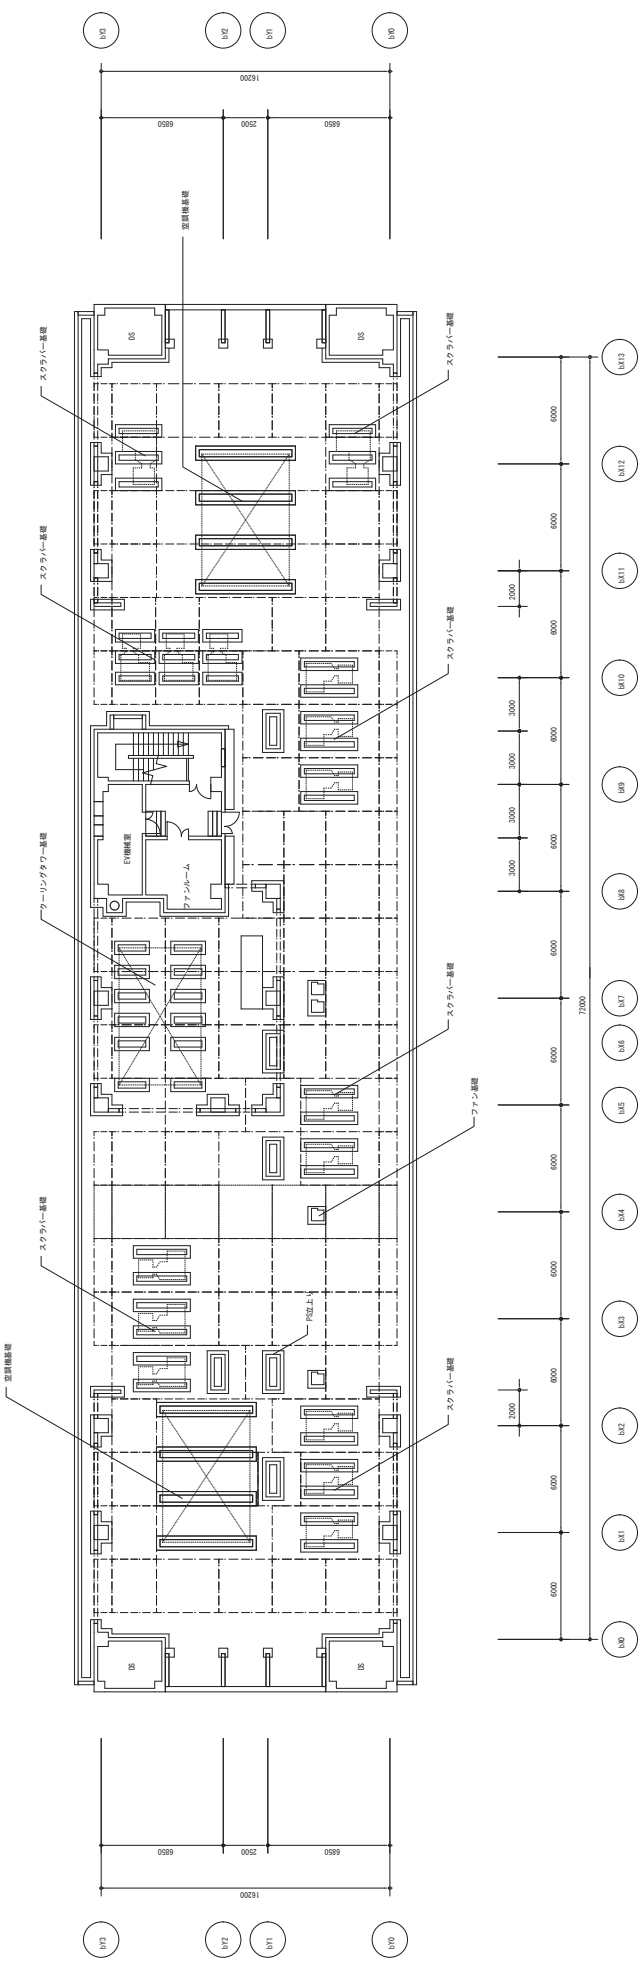 bY3
bY2
bY1
bY0
16200
6850
2500
6850
空調機基礎
スクラバー基礎
スクラバー基礎
DS
DS
bX13
6000
bX12
6000
bX11
2000
6000
スクラバー基礎
スクラバー基礎
bX10
3000
6000
3000
bX9
3000
6000
3000
bX8
EV機械室
ファンルーム
クーリングタワー基礎
6000
bX7
72000
bX6
6000
スクラバー基礎
bX5
ファン基礎
6000
bX4
6000
スクラバー基礎
bX3
PS立上り
6000
空調機基礎
スクラバー基礎
2000
bX2
6000
bX1
6000
bX0
DS
DS
6850
2500
6850
16200
bY3
bY2
bY1
bY0